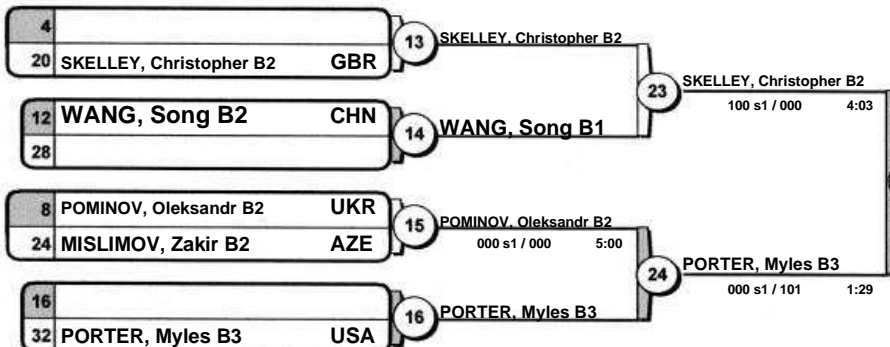 4
20 SKELLEY, Christopher B2 GBR
13
SKELLEY, Christopher B2
12 WANG, Song B2 CHN
28
14
WANG, Song B1
23
SKELLEY, Christopher B2
100 s1 / 000 4:03
8 POMINOV, Oleksandr B2 UKR
24 MISLIMOV, Zakir B2 AZE
15
POMINOV, Oleksandr B2
000 s1 / 000 5:00
16
32 PORTER, Myles B3 USA
16
PORTER, Myles B3
24
PORTER, Myles B3
000 s1 / 101 1:29